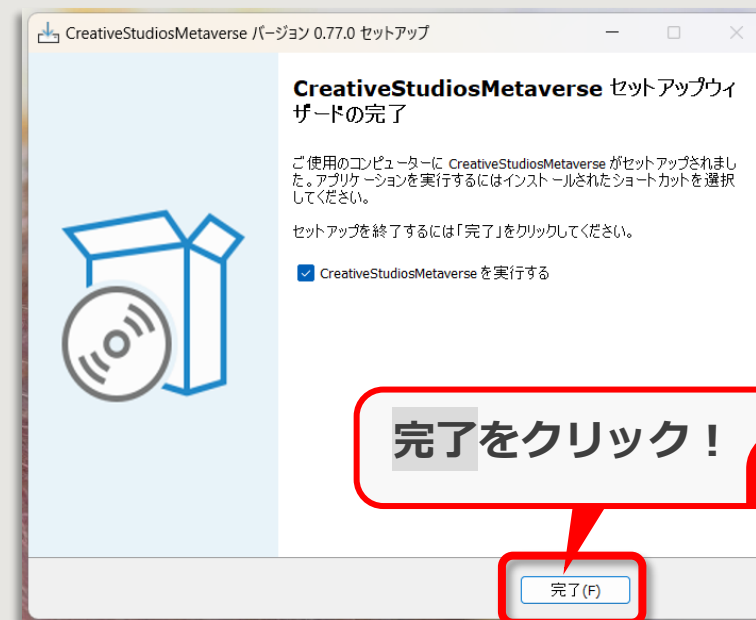 CreativeStudiosMetaverse バージョン 0.77.0 セットアップ
CreativeStudiosMetaverse セットアップウィ
ザードの完了
ご使用のコンピューターに CreativeStudiosMetaverse がセットアップされまし
た。アプリケーションを実行するにはインストールされたショートカットを選択
してください。
セットアップを終了するには「完了」をクリックしてください。
CreativeStudiosMetaverse を実行する
完了をクリック！
完了(F)